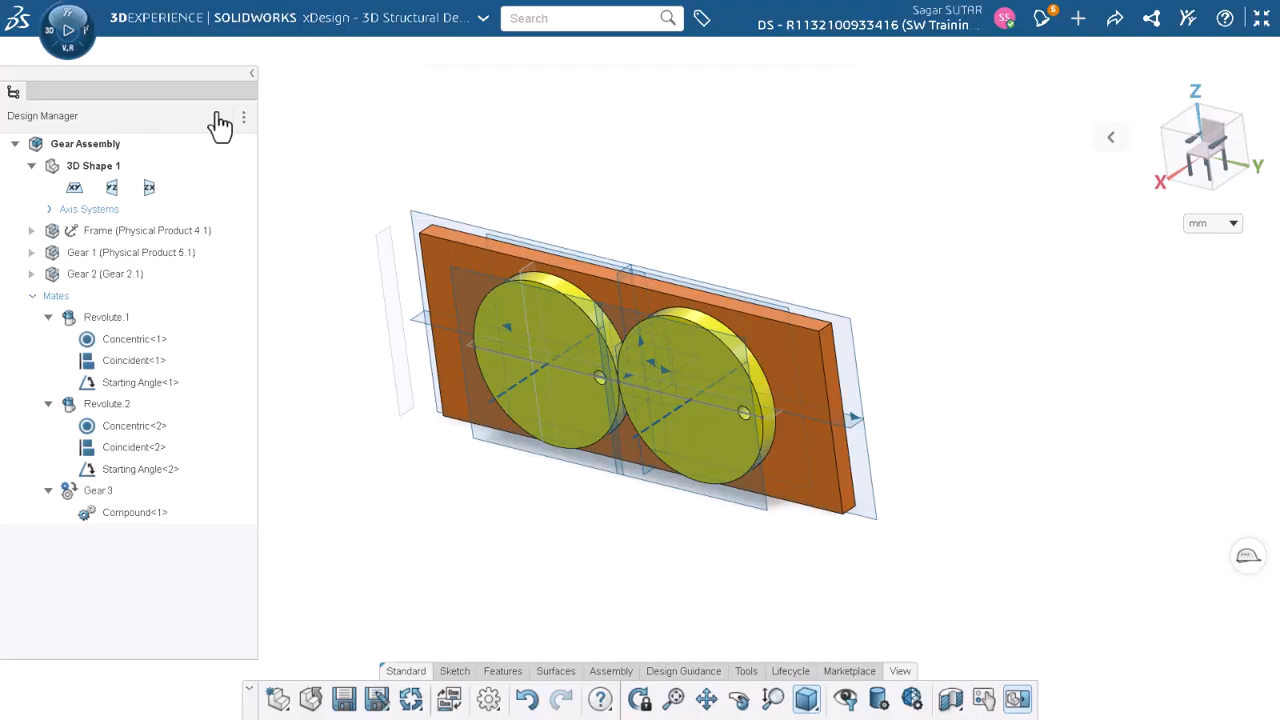 3DEXPERIENCE | SOLIDWORKS xDesign - 3D Structural De...
Search
Sagar SUTAR
DS - R1132100933416 (SW Trainin...
SS
5
3D
V.R
Design Manager
Gear Assembly
3D Shape 1
XY YZ ZX
Axis Systems
Frame (Physical Product 4.1)
Gear 1 (Physical Product 5.1)
Gear 2 (Gear 2.1)
Mates
Revolute.1
Concentric<1>
Coincident<1>
Starting Angle<1>
Revolute.2
Concentric<2>
Coincident<2>
Starting Angle<2>
Gear.3
Compound<1>
Z
X
Y
mm
Standard Sketch Features Surfaces Assembly Design Guidance Tools Lifecycle Marketplace View